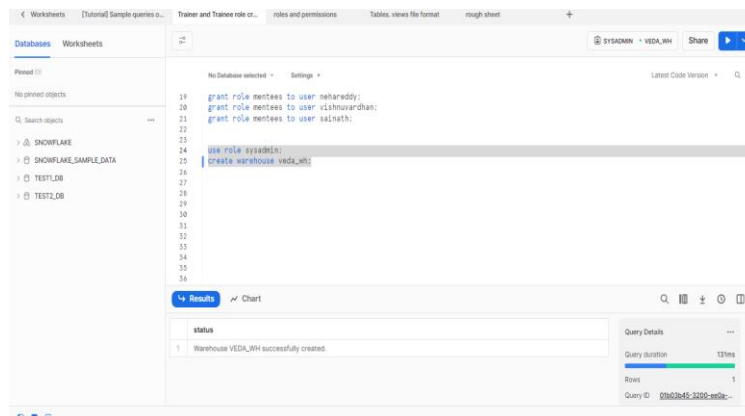 Worksheets [Tutorial] Sample queries o... Trainer and Trainee role cr... roles and permissions Tables. views file format rough sheet +
Databases Worksheets
SYSADMIN • VEDA_WH Share
Pinned (0)
No pinned objects
No Database selected Settings Latest Code Version
Search objects ...
SNOWFLAKE
SNOWFLAKE_SAMPLE_DATA
TEST1_DB
TEST2_DB
19 grant role mentees to user nehareddy;
20 grant role mentees to user vishnuvardhan;
21 grant role mentees to user sainath;
22
23
24 use role sysadmin;
25 create warehouse veda_wh;
26
27
28
29
30
31
32
33
34
35
36
Results Chart
status
1 Warehouse VEDA_WH successfully created.
Query Details ...
Query duration 131ms
Rows 1
Query ID 01b03b45-3200-ee0a-...